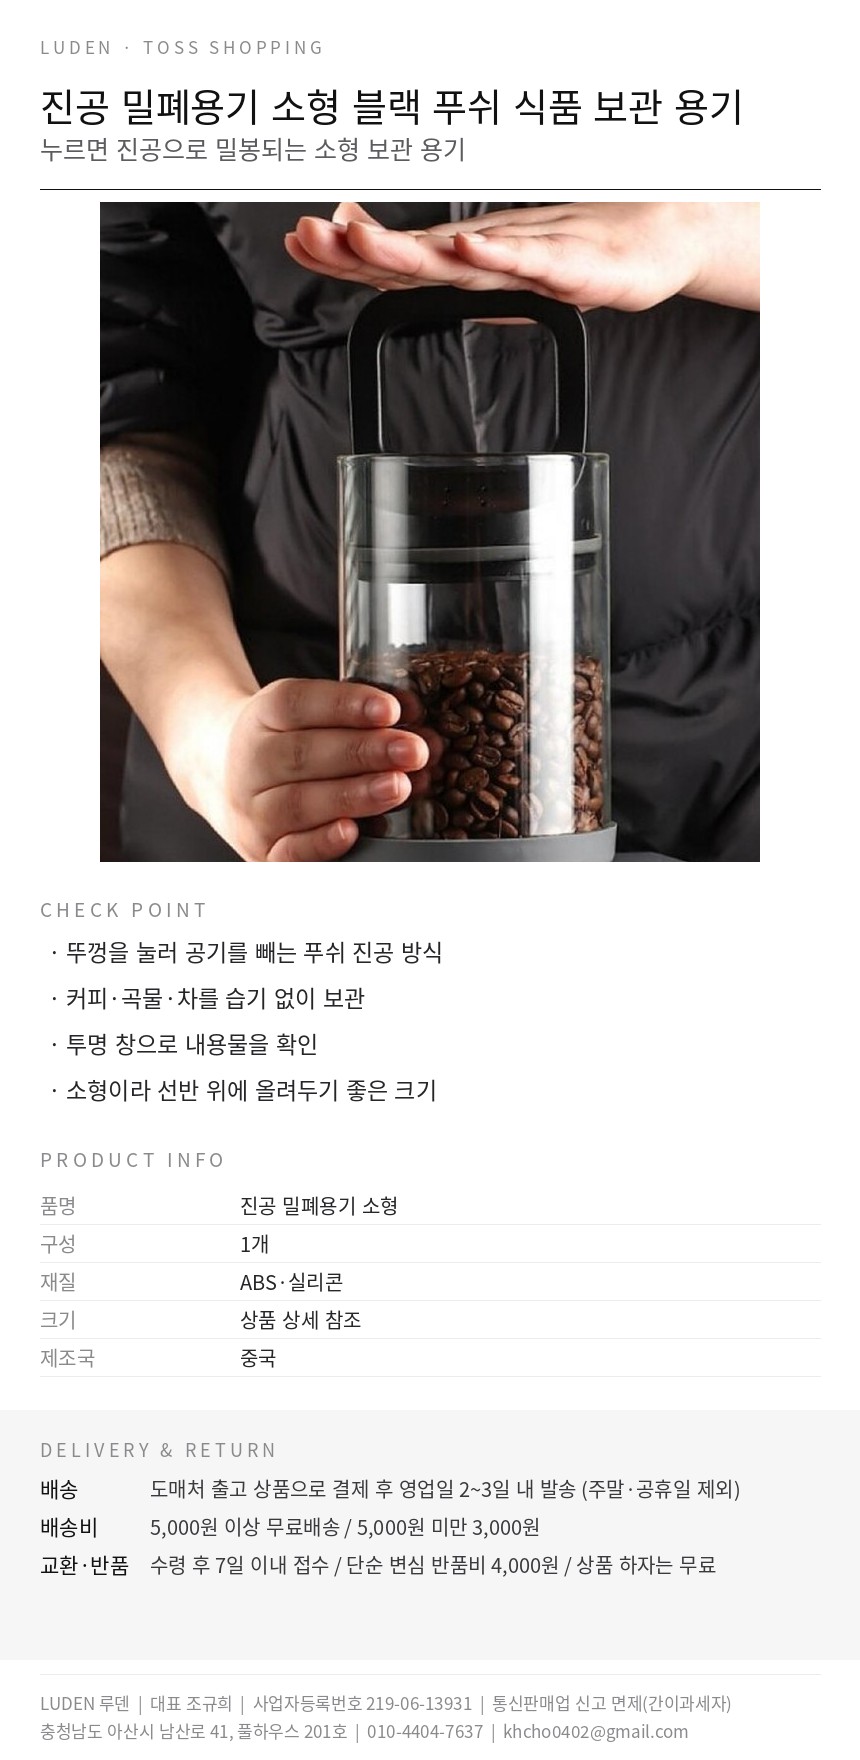 LUDEN · TOSS SHOPPING
진공 밀폐용기 소형 블랙 푸쉬 식품 보관 용기
누르면 진공으로 밀봉되는 소형 보관 용기
CHECK POINT
· 뚜껑을 눌러 공기를 빼는 푸쉬 진공 방식
· 커피·곡물·차를 습기 없이 보관
· 투명 창으로 내용물을 확인
· 소형이라 선반 위에 올려두기 좋은 크기
PRODUCT INFO
품명 진공 밀폐용기 소형
구성 1개
재질 ABS·실리콘
크기 상품 상세 참조
제조국 중국
DELIVERY & RETURN
배송 도매처 출고 상품으로 결제 후 영업일 2~3일 내 발송 (주말·공휴일 제외)
배송비 5,000원 이상 무료배송 / 5,000원 미만 3,000원
교환·반품 수령 후 7일 이내 접수 / 단순 변심 반품비 4,000원 / 상품 하자는 무료
LUDEN 루덴 | 대표 조규희 | 사업자등록번호 219-06-13931 | 통신판매업 신고 면제(간이과세자)
충청남도 아산시 남산로 41, 풀하우스 201호 | 010-4404-7637 | khcho0402@gmail.com